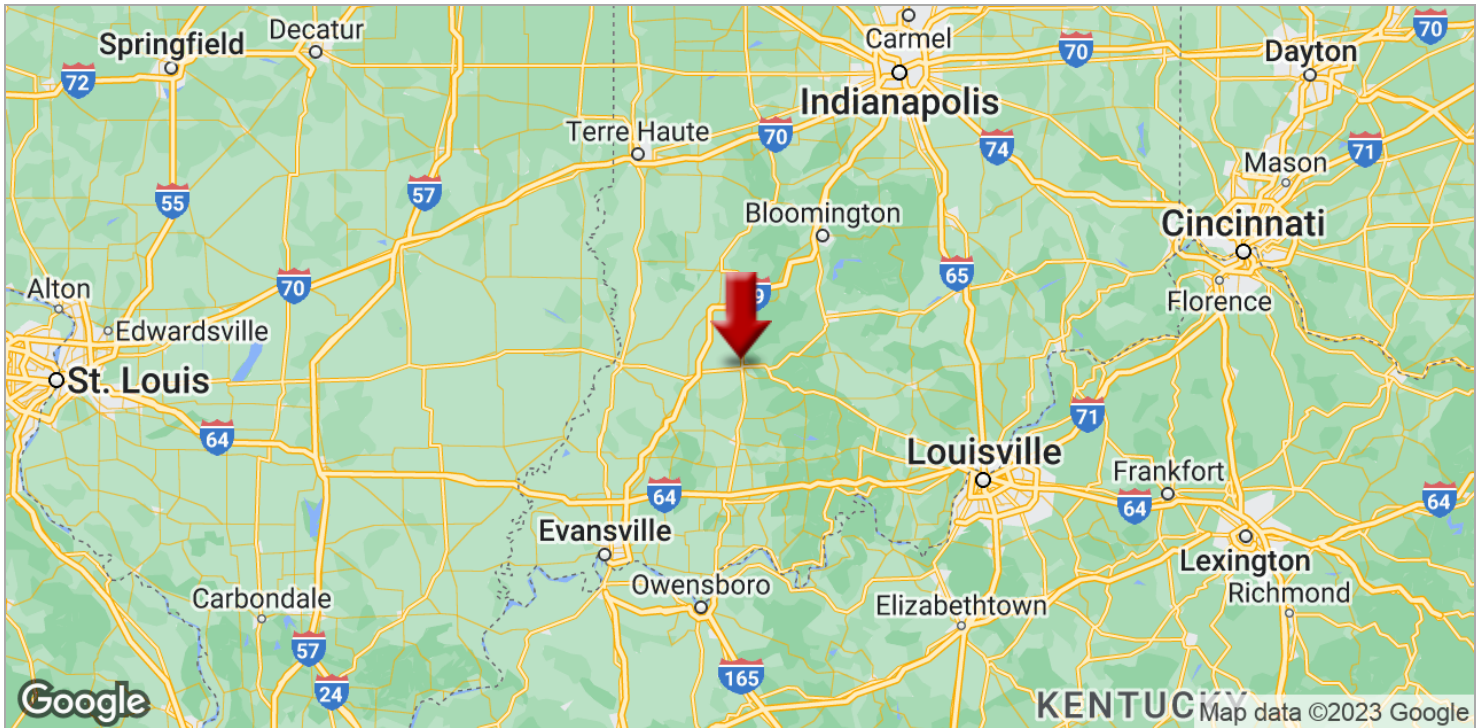 Decatur
Carmel
70
70
Springfield
Dayton
72
Indianapolis
Terre Haute
70
74
71
Mason
57
55
Bloomington
Cincinnati
65
70
9
Alton
Florence
Edwardsville
St. Louis
71
64
Louisville
Frankfort
64
64
64
Evansville
Lexington
Owensboro
Richmond
Carbondale
Elizabethtown
57
165
24
Google
KENTUCKY
Map data ©2023 Google